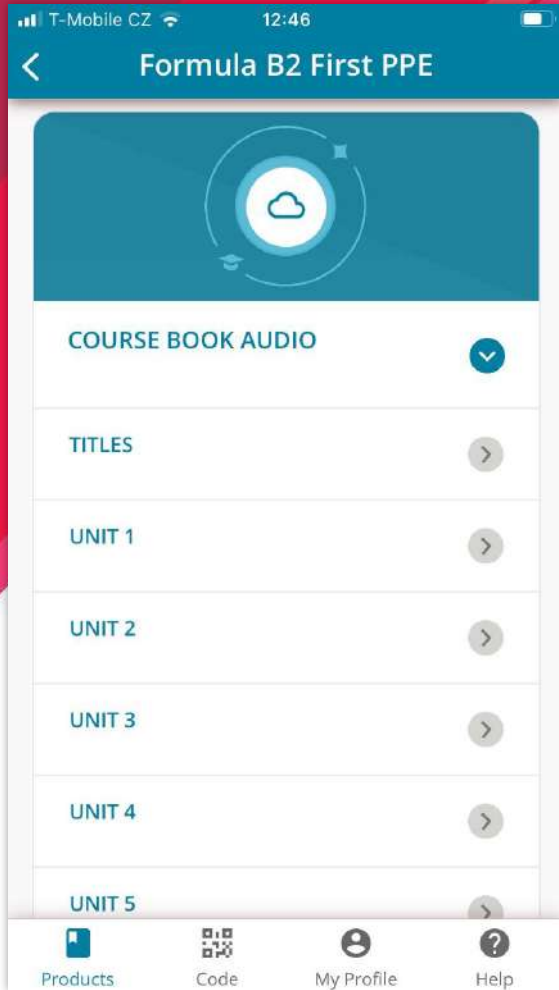 T-Mobile CZ 12:46
Formula B2 First PPE
COURSE BOOK AUDIO
TITLES
UNIT 1
UNIT 2
UNIT 3
UNIT 4
UNIT 5
Products Code My Profile Help